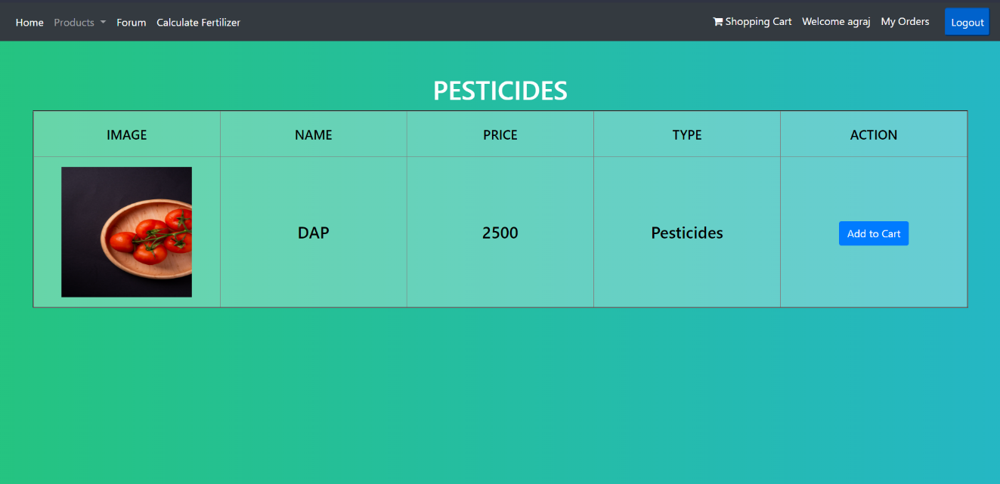 Home Products Forum Calculate Fertilizer Shopping Cart Welcome agraj My Orders Logout
PESTICIDES
IMAGE NAME PRICE TYPE ACTION
DAP 2500 Pesticides Add to Cart